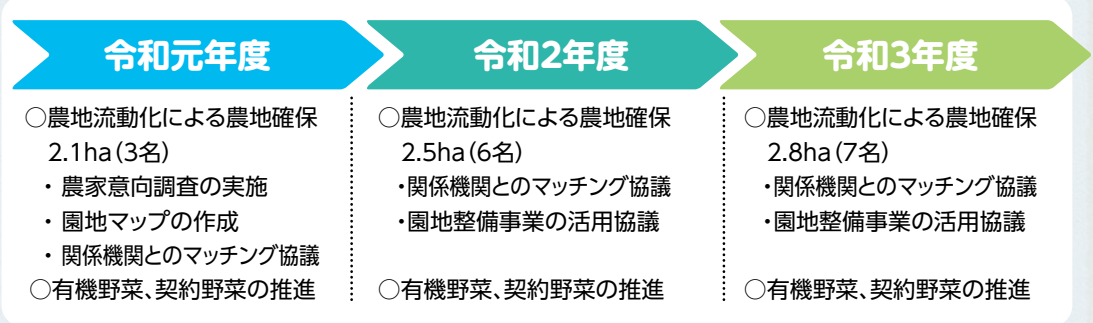 令和元年度
○農地流動化による農地確保
2.1ha(3名)
・農家意向調査の実施
・園地マップの作成
・関係機関とのマッチング協議
○有機野菜、契約野菜の推進
令和2年度
○農地流動化による農地確保
2.5ha(6名)
・関係機関とのマッチング協議
・園地整備事業の活用協議
○有機野菜、契約野菜の推進
令和3年度
○農地流動化による農地確保
2.8ha(7名)
・関係機関とのマッチング協議
・園地整備事業の活用協議
○有機野菜、契約野菜の推進